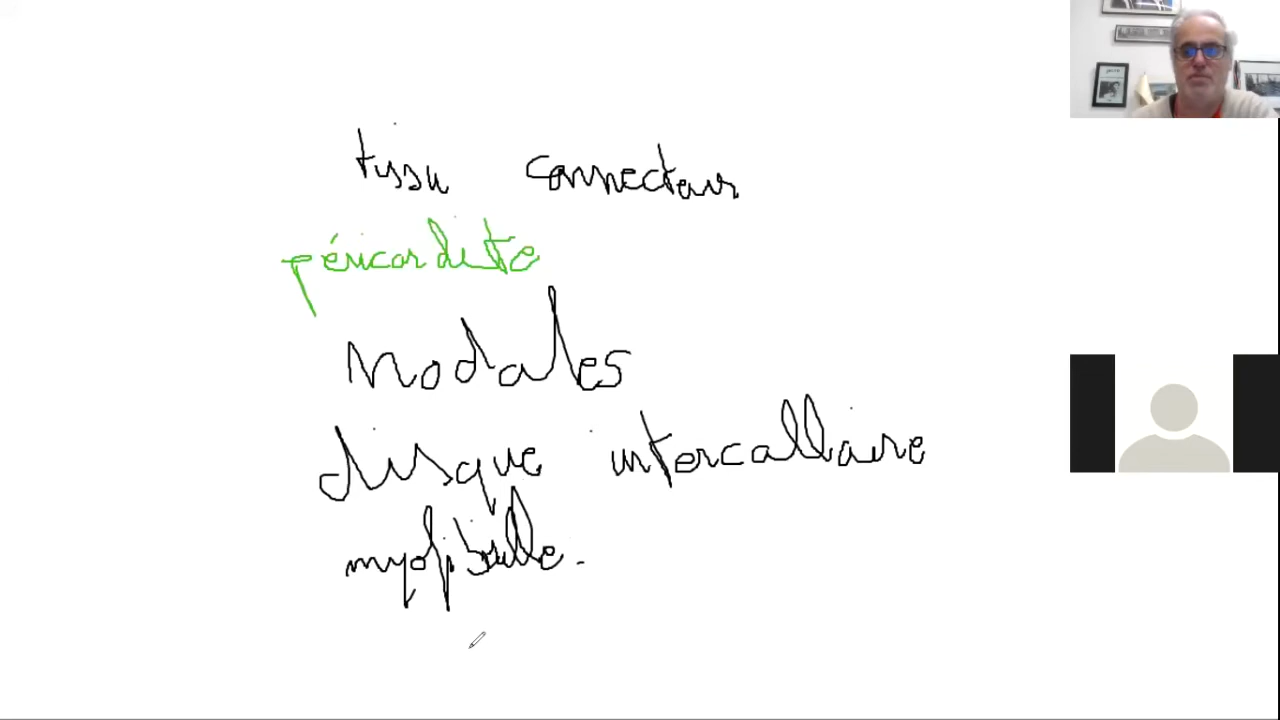 tissu connecteur
péricardite
Nodales
disque intercallaire
myofibrille.